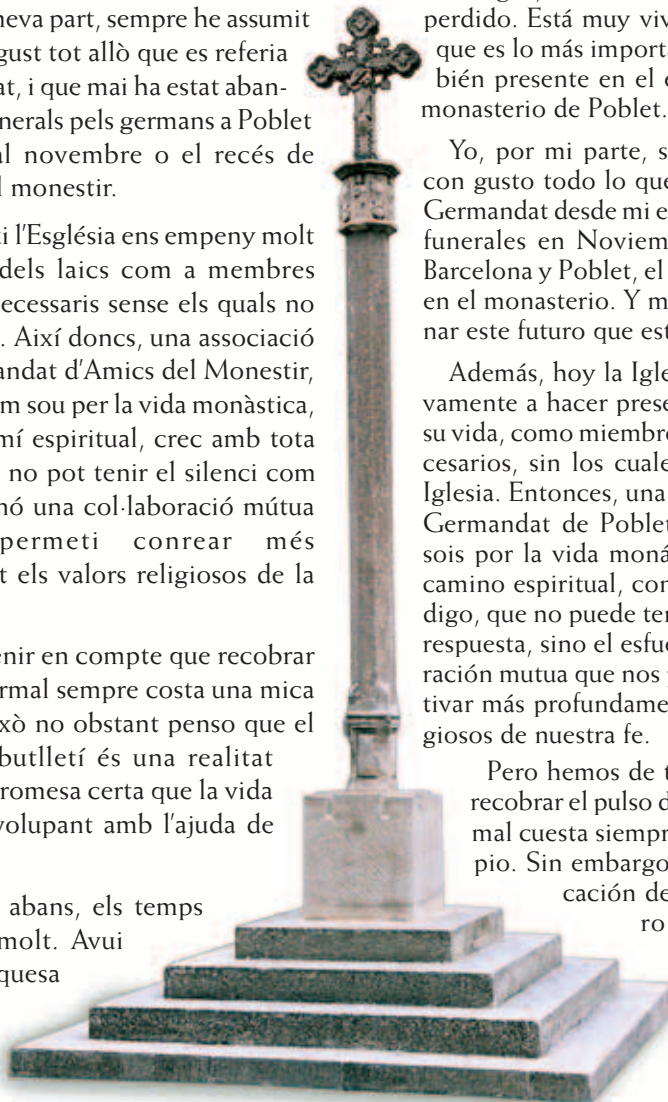 neva part, sempre he assumit
gust tot allò que es referia
at, i que mai ha estat aban-
nerals pels germans a Poblet
al novembre o el recés de
l monestir.
i l'Església ens empeny molt
dels laics com a membres
ecessaris sense els quals no
. Així doncs, una associació
andat d'Amics del Monestir,
m sou per la vida monàstica,
mí espiritual, crec amb tota
no pot tenir el silenci com
nó una col·laboració mútua
permeti conrear més
t els valors religiosos de la
enir en compte que recobrar
rmal sempre costa una mica
xò no obstant penso que el
butlletí és una realitat
romesa certa que la vida
volupant amb l'ajuda de
abans, els temps
molt. Avui
quesa
perdido. Está muy viv
que es lo más importa
bién presente en el e
monasterio de Poblet.
Yo, por mi parte, s
con gusto todo lo que
Germandat desde mi e
funerales en Noviem
Barcelona y Poblet, el
en el monasterio. Y m
nar este futuro que est
Además, hoy la Igle
vamente a hacer prese
su vida, como miembro
cesarios, sin los cuale
Iglesia. Entonces, una
Germandat de Poblet
sois por la vida moná
camino espiritual, con
digo, que no puede ten
respuesta, sino el esfue
ración mutua que nos p
tivar más profundame
giosos de nuestra fe.
Pero hemos de t
recobrar el pulso d
mal cuesta siempr
pio. Sin embargo
cación de
ro